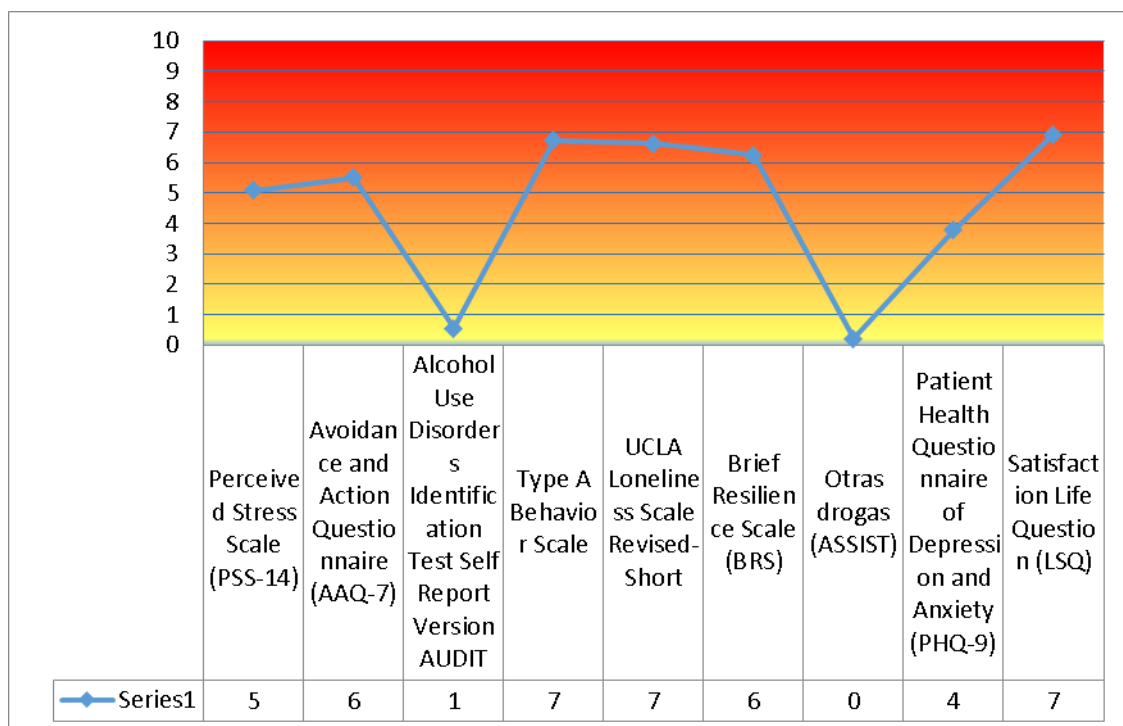 10
9
8
7
6
5
4
3
2
1
0
Perceive
d Stress
Scale
(PSS-14)
Avoidan
ce and
Action
Questio
nnaire
(AAQ-7)
Alcohol
Use
Disorder
s
Identific
ation
Test Self
Report
Version
AUDIT
Type A
Behavio
r Scale
UCLA
Loneline
ss Scale
Revised-
Short
Brief
Resilien
ce Scale
(BRS)
Otras
drogas
(ASSIST)
Patient
Health
Questio
nnaire
of
Depressi
on and
Anxiety
(PHQ-9)
Satisfact
ion Life
Questio
n (LSQ)
Series1 5 6 1 7 7 6 0 4 7